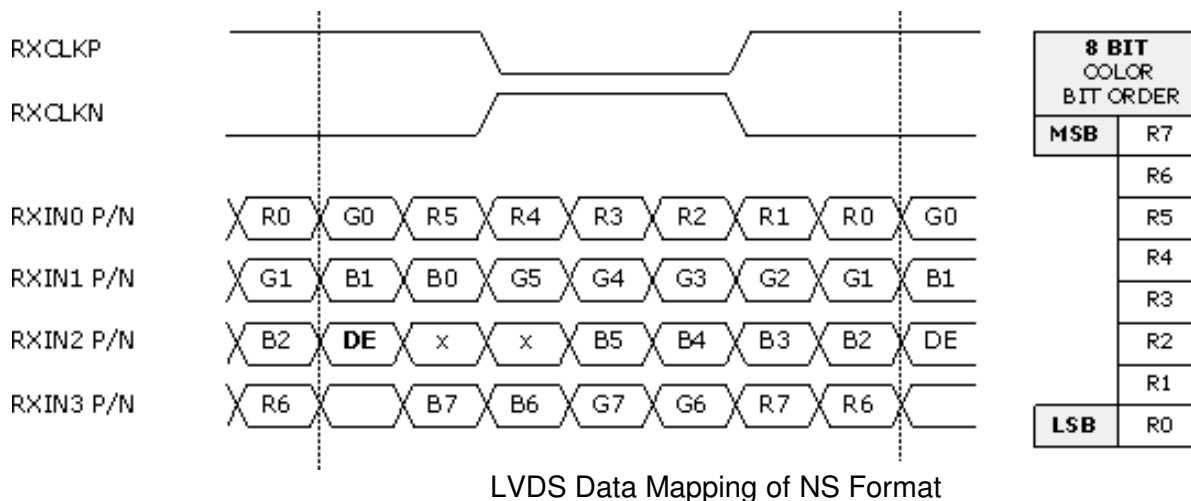 RXCLKP
RXCLKN
RXIN0 P/N R0 G0 R5 R4 R3 R2 R1 R0 G0
RXIN1 P/N G1 B1 B0 G5 G4 G3 G2 G1 B1
RXIN2 P/N B2 DE x x B5 B4 B3 B2 DE
RXIN3 P/N R6 B7 B6 G7 G6 R7 R6
8 BIT
COLOR
BIT ORDER
MSB R7
R6
R5
R4
R3
R2
R1
LSB R0
LVDS Data Mapping of NS Format